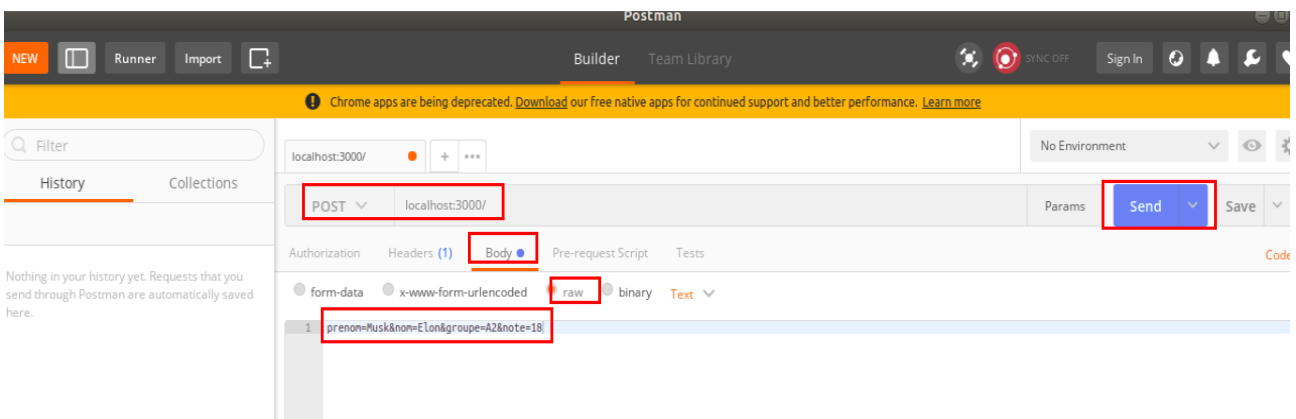 Postman
NEW Runner Import Builder Team Library SYNC OFF Sign In
Chrome apps are being deprecated. Download our free native apps for continued support and better performance. Learn more
Filter
History Collections
Nothing in your history yet. Requests that you
send through Postman are automatically saved
here.
localhost:3000/ + •••
No Environment
POST localhost:3000/ Params Send Save
Authorization Headers (1) Body Pre-request Script Tests Code
form-data x-www-form-urlencoded raw binary Text
1 prenom=Musk&nom=Elon&groupe=A2&note=18